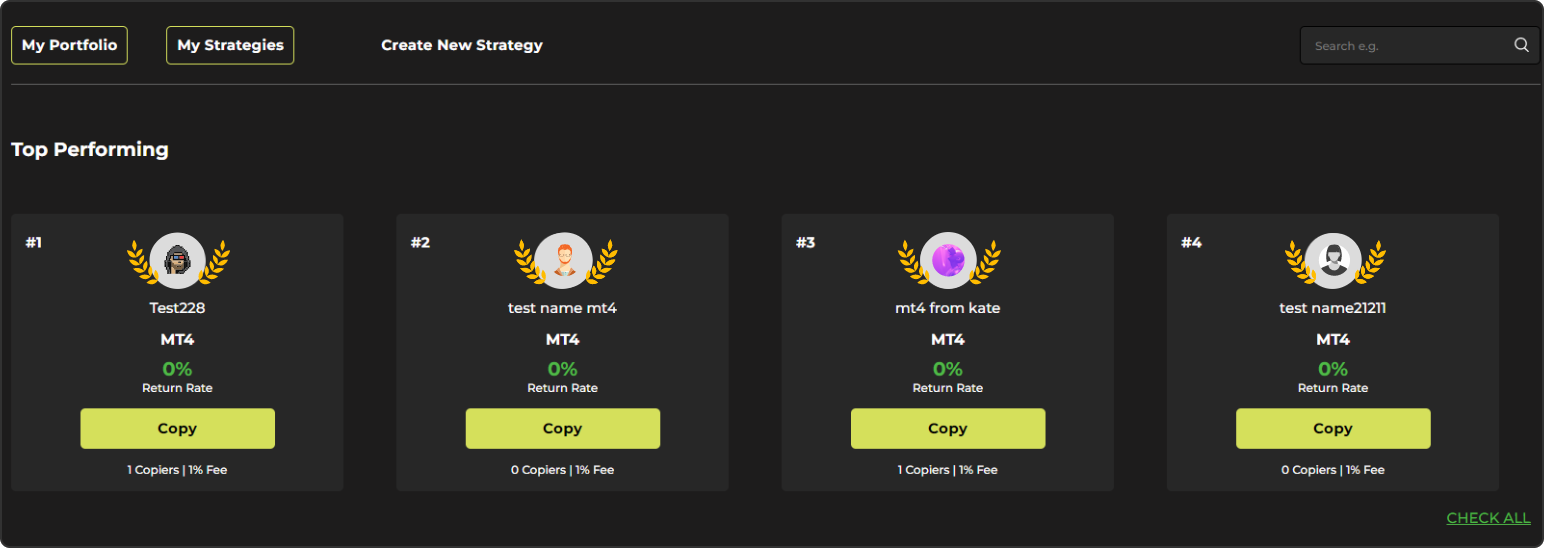 My Portfolio
My Strategies
Create New Strategy
Search e.g.
Top Performing
#1
Test228
MT4
0%
Return Rate
Copy
1 Copiers | 1% Fee
#2
test name mt4
MT4
0%
Return Rate
Copy
0 Copiers | 1% Fee
#3
mt4 from kate
MT4
0%
Return Rate
Copy
1 Copiers | 1% Fee
#4
test name21211
MT4
0%
Return Rate
Copy
0 Copiers | 1% Fee
CHECK ALL